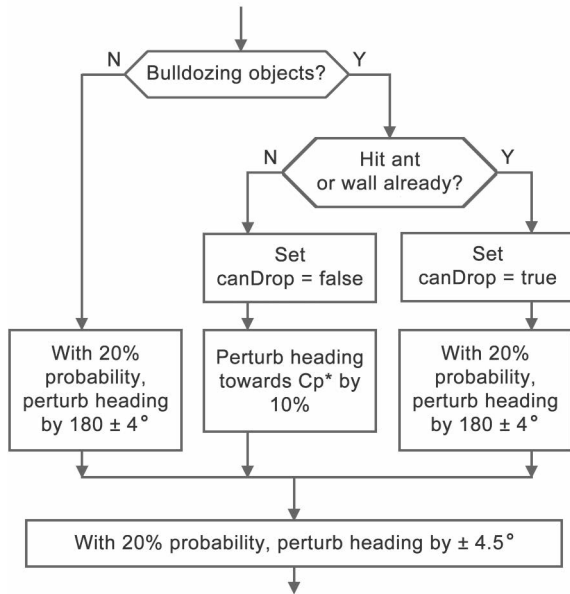 N
Bulldozing objects?
Y
N
Hit ant
or wall already?
Y
Set
canDrop = false
Set
canDrop = true
With 20%
probability,
perturb heading
by 180 ± 4°
Perturb heading
towards Cp* by
10%
With 20%
probability,
perturb heading
by 180 ± 4°
With 20% probability, perturb heading by ± 4.5°